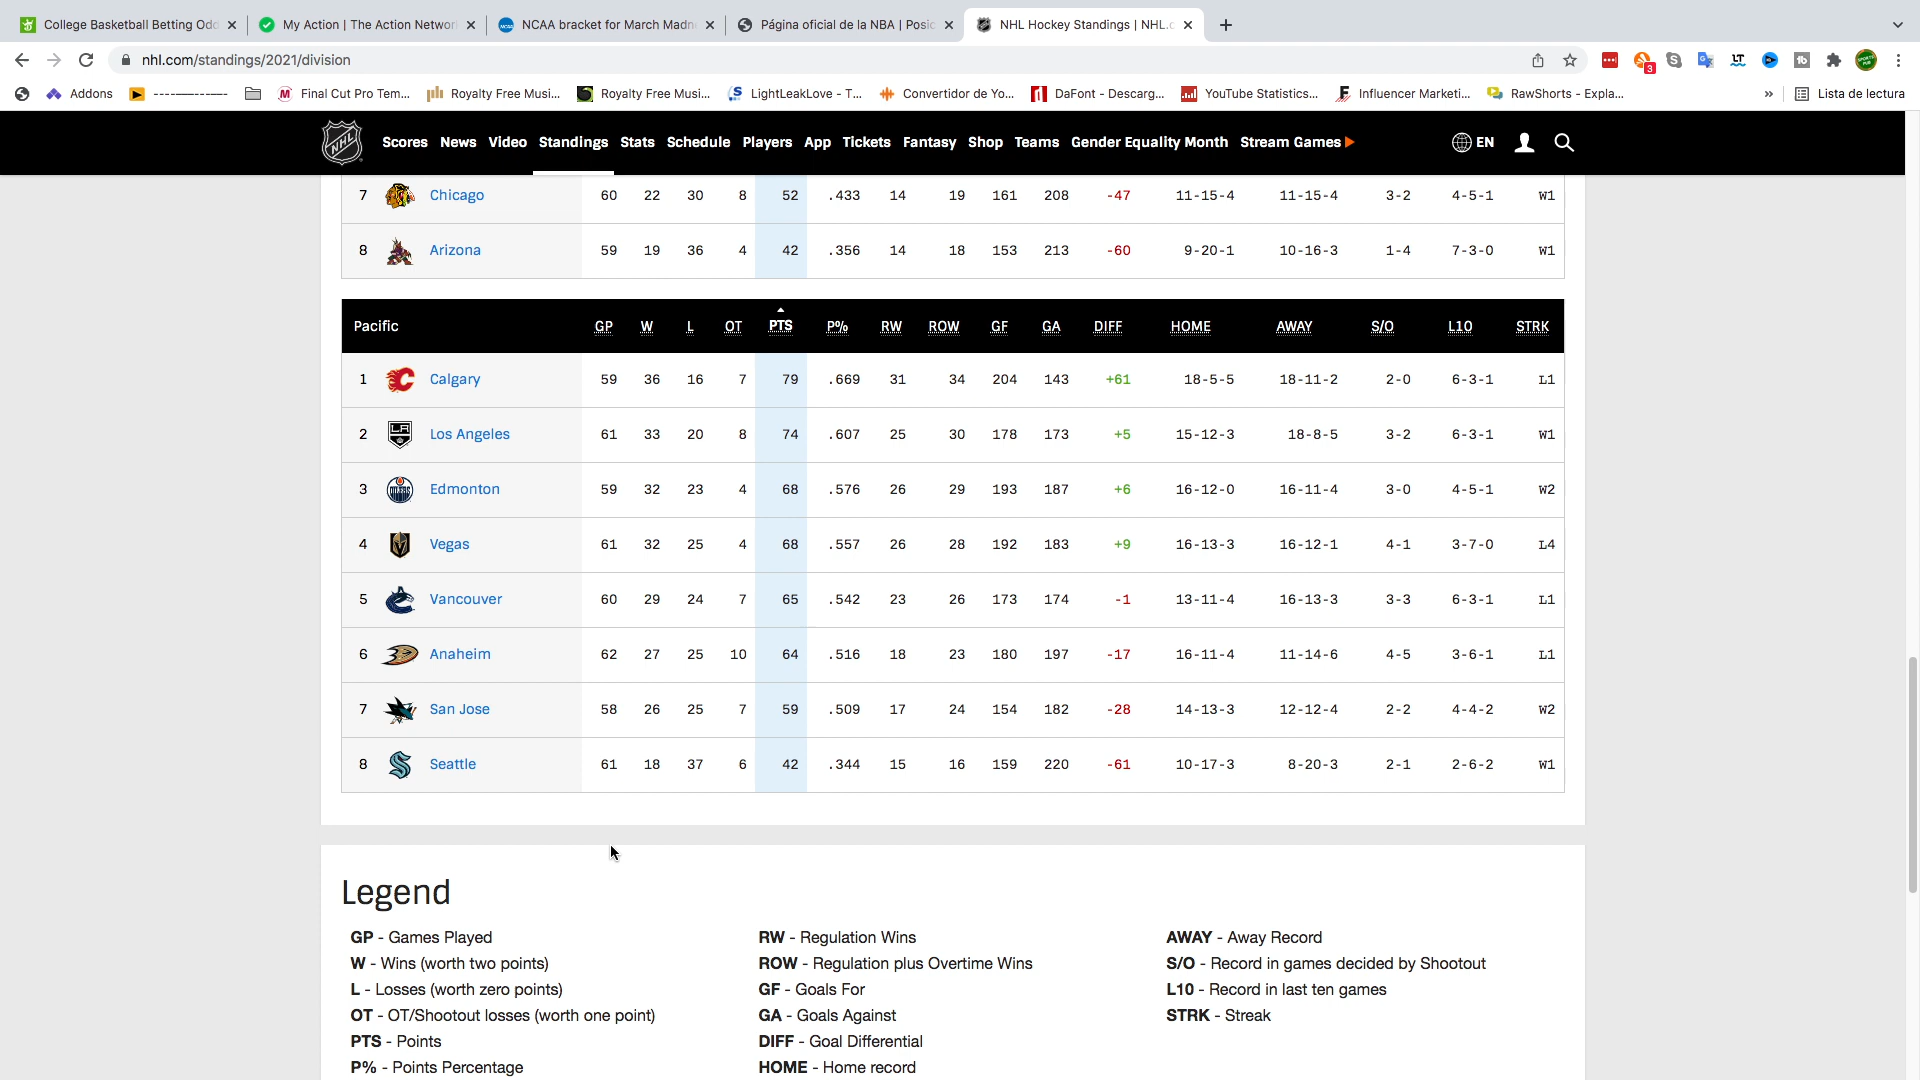 College Basketball Betting Od
My Action | The Action Networ
NCAA bracket for March Madn
Página oficial de la NBA | Posic
NHL Hockey Standings | NHL.c
nhl.com/standings/2021/division
3
Addons ------------ Final Cut Pro Tem... Royalty Free Musi... Royalty Free Musi... LightLeakLove - T... Convertidor de Yo... DaFont - Descarg... YouTube Statistics... Influencer Marketi... RawShorts - Expla... » Lista de lectura
NHL Scores News Video Standings Stats Schedule Players App Tickets Fantasy Shop Teams Gender Equality Month Stream Games EN
7 Chicago 60 22 30 8 52 .433 14 19 161 208 -47 11-15-4 11-15-4 3-2 4-5-1 W1
8 Arizona 59 19 36 4 42 .356 14 18 153 213 -60 9-20-1 10-16-3 1-4 7-3-0 W1
Pacific GP W L OT PTS P% RW ROW GF GA DIFF HOME AWAY S/O L10 STRK
1 Calgary 59 36 16 7 79 .669 31 34 204 143 +61 18-5-5 18-11-2 2-0 6-3-1 L1
2 Los Angeles 61 33 20 8 74 .607 25 30 178 173 +5 15-12-3 18-8-5 3-2 6-3-1 W1
3 Edmonton 59 32 23 4 68 .576 26 29 193 187 +6 16-12-0 16-11-4 3-0 4-5-1 W2
4 Vegas 61 32 25 4 68 .557 26 28 192 183 +9 16-13-3 16-12-1 4-1 3-7-0 L4
5 Vancouver 60 29 24 7 65 .542 23 26 173 174 -1 13-11-4 16-13-3 3-3 6-3-1 L1
6 Anaheim 62 27 25 10 64 .516 18 23 180 197 -17 16-11-4 11-14-6 4-5 3-6-1 L1
7 San Jose 58 26 25 7 59 .509 17 24 154 182 -28 14-13-3 12-12-4 2-2 4-4-2 W2
8 Seattle 61 18 37 6 42 .344 15 16 159 220 -61 10-17-3 8-20-3 2-1 2-6-2 W1
Legend
GP - Games Played
W - Wins (worth two points)
L - Losses (worth zero points)
OT - OT/Shootout losses (worth one point)
PTS - Points
P% - Points Percentage
RW - Regulation Wins
ROW - Regulation plus Overtime Wins
GF - Goals For
GA - Goals Against
DIFF - Goal Differential
HOME - Home record
AWAY - Away Record
S/O - Record in games decided by Shootout
L10 - Record in last ten games
STRK - Streak